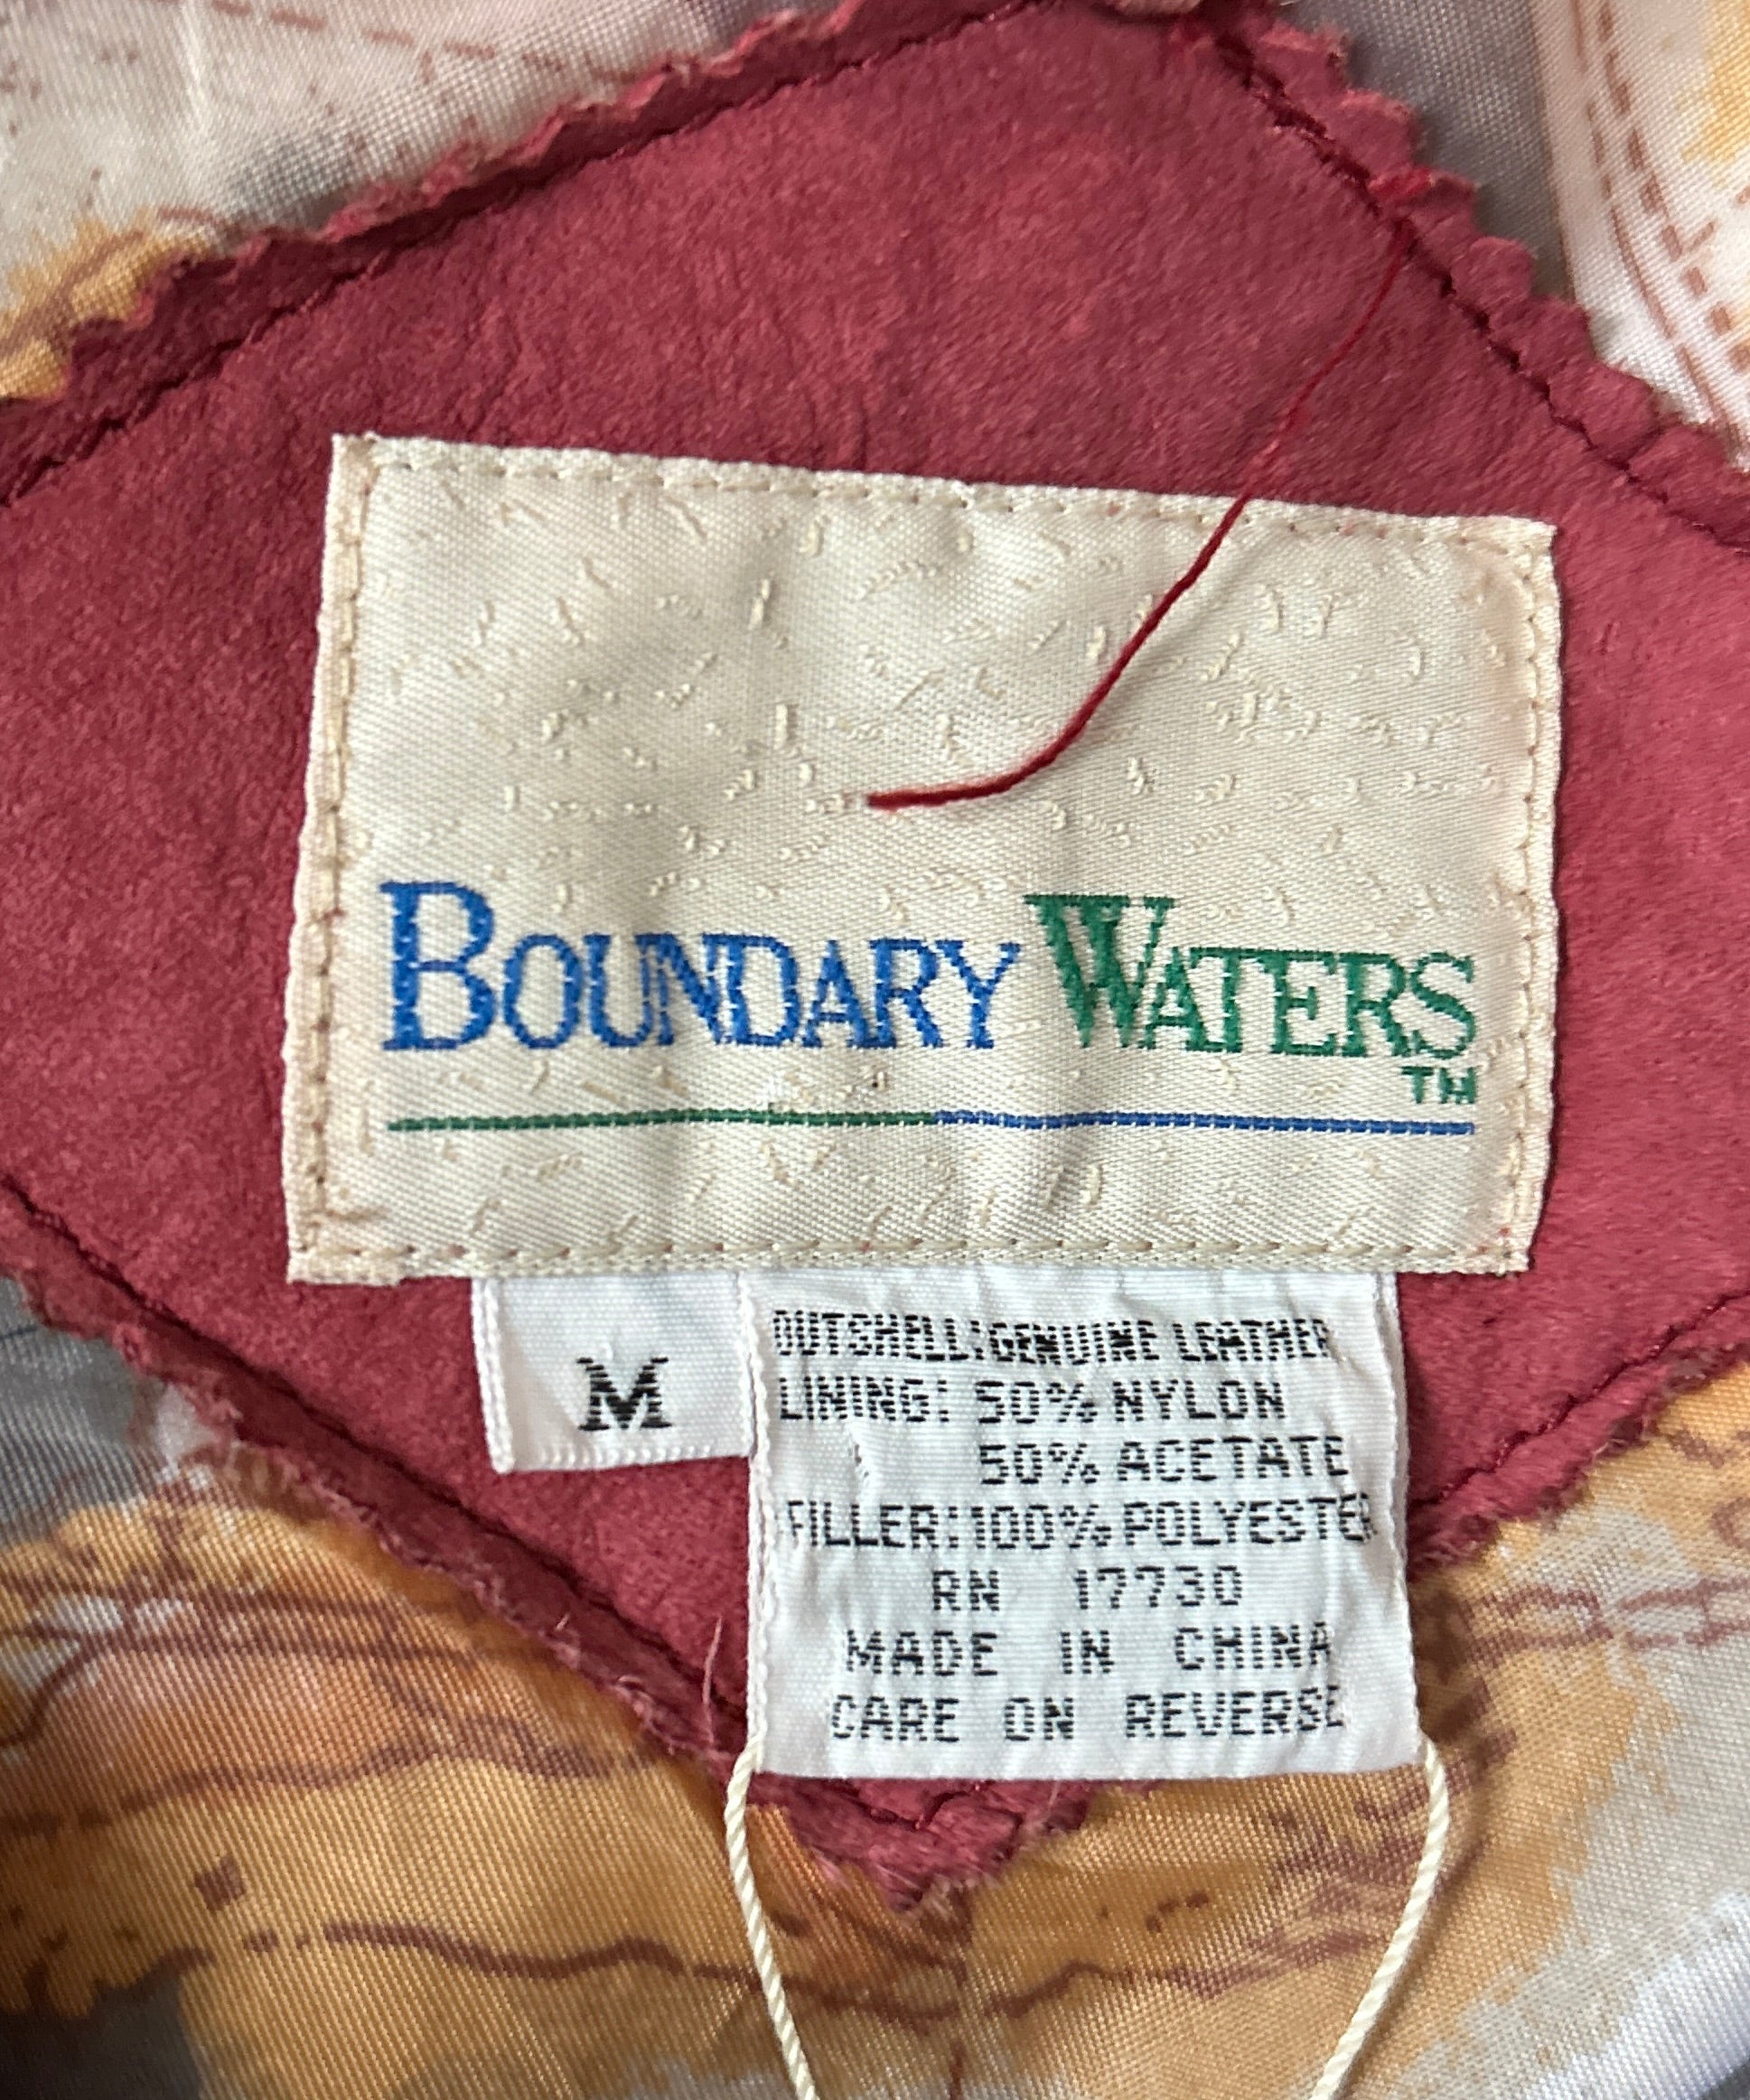 BOUNDARY WATERS
TM
M
OUTSHELL:GENUINE LEATHER
LINING: 50% NYLON
50% ACETATE
FILLER:100% POLYESTER
RN 17730
MADE IN CHINA
CARE ON REVERSE